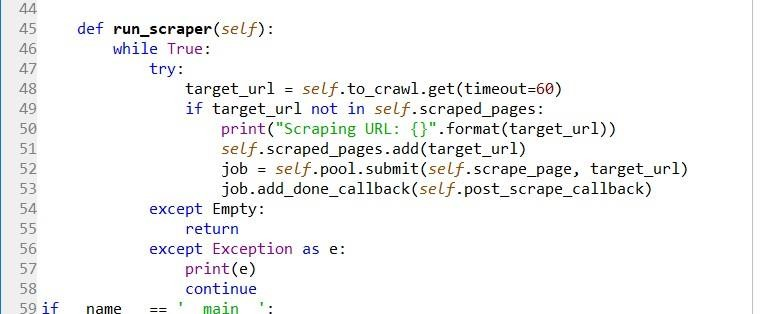 44
45     def run_scraper(self):
46         while True:
47             try:
48                 target_url = self.to_crawl.get(timeout=60)
49                 if target_url not in self.scraped_pages:
50                     print("Scraping URL: {}".format(target_url))
51                     self.scraped_pages.add(target_url)
52                     job = self.pool.submit(self.scrape_page, target_url)
53                     job.add_done_callback(self.post_scrape_callback)
54             except Empty:
55                 return
56             except Exception as e:
57                 print(e)
58                 continue
59 if __name__ == '__main__':